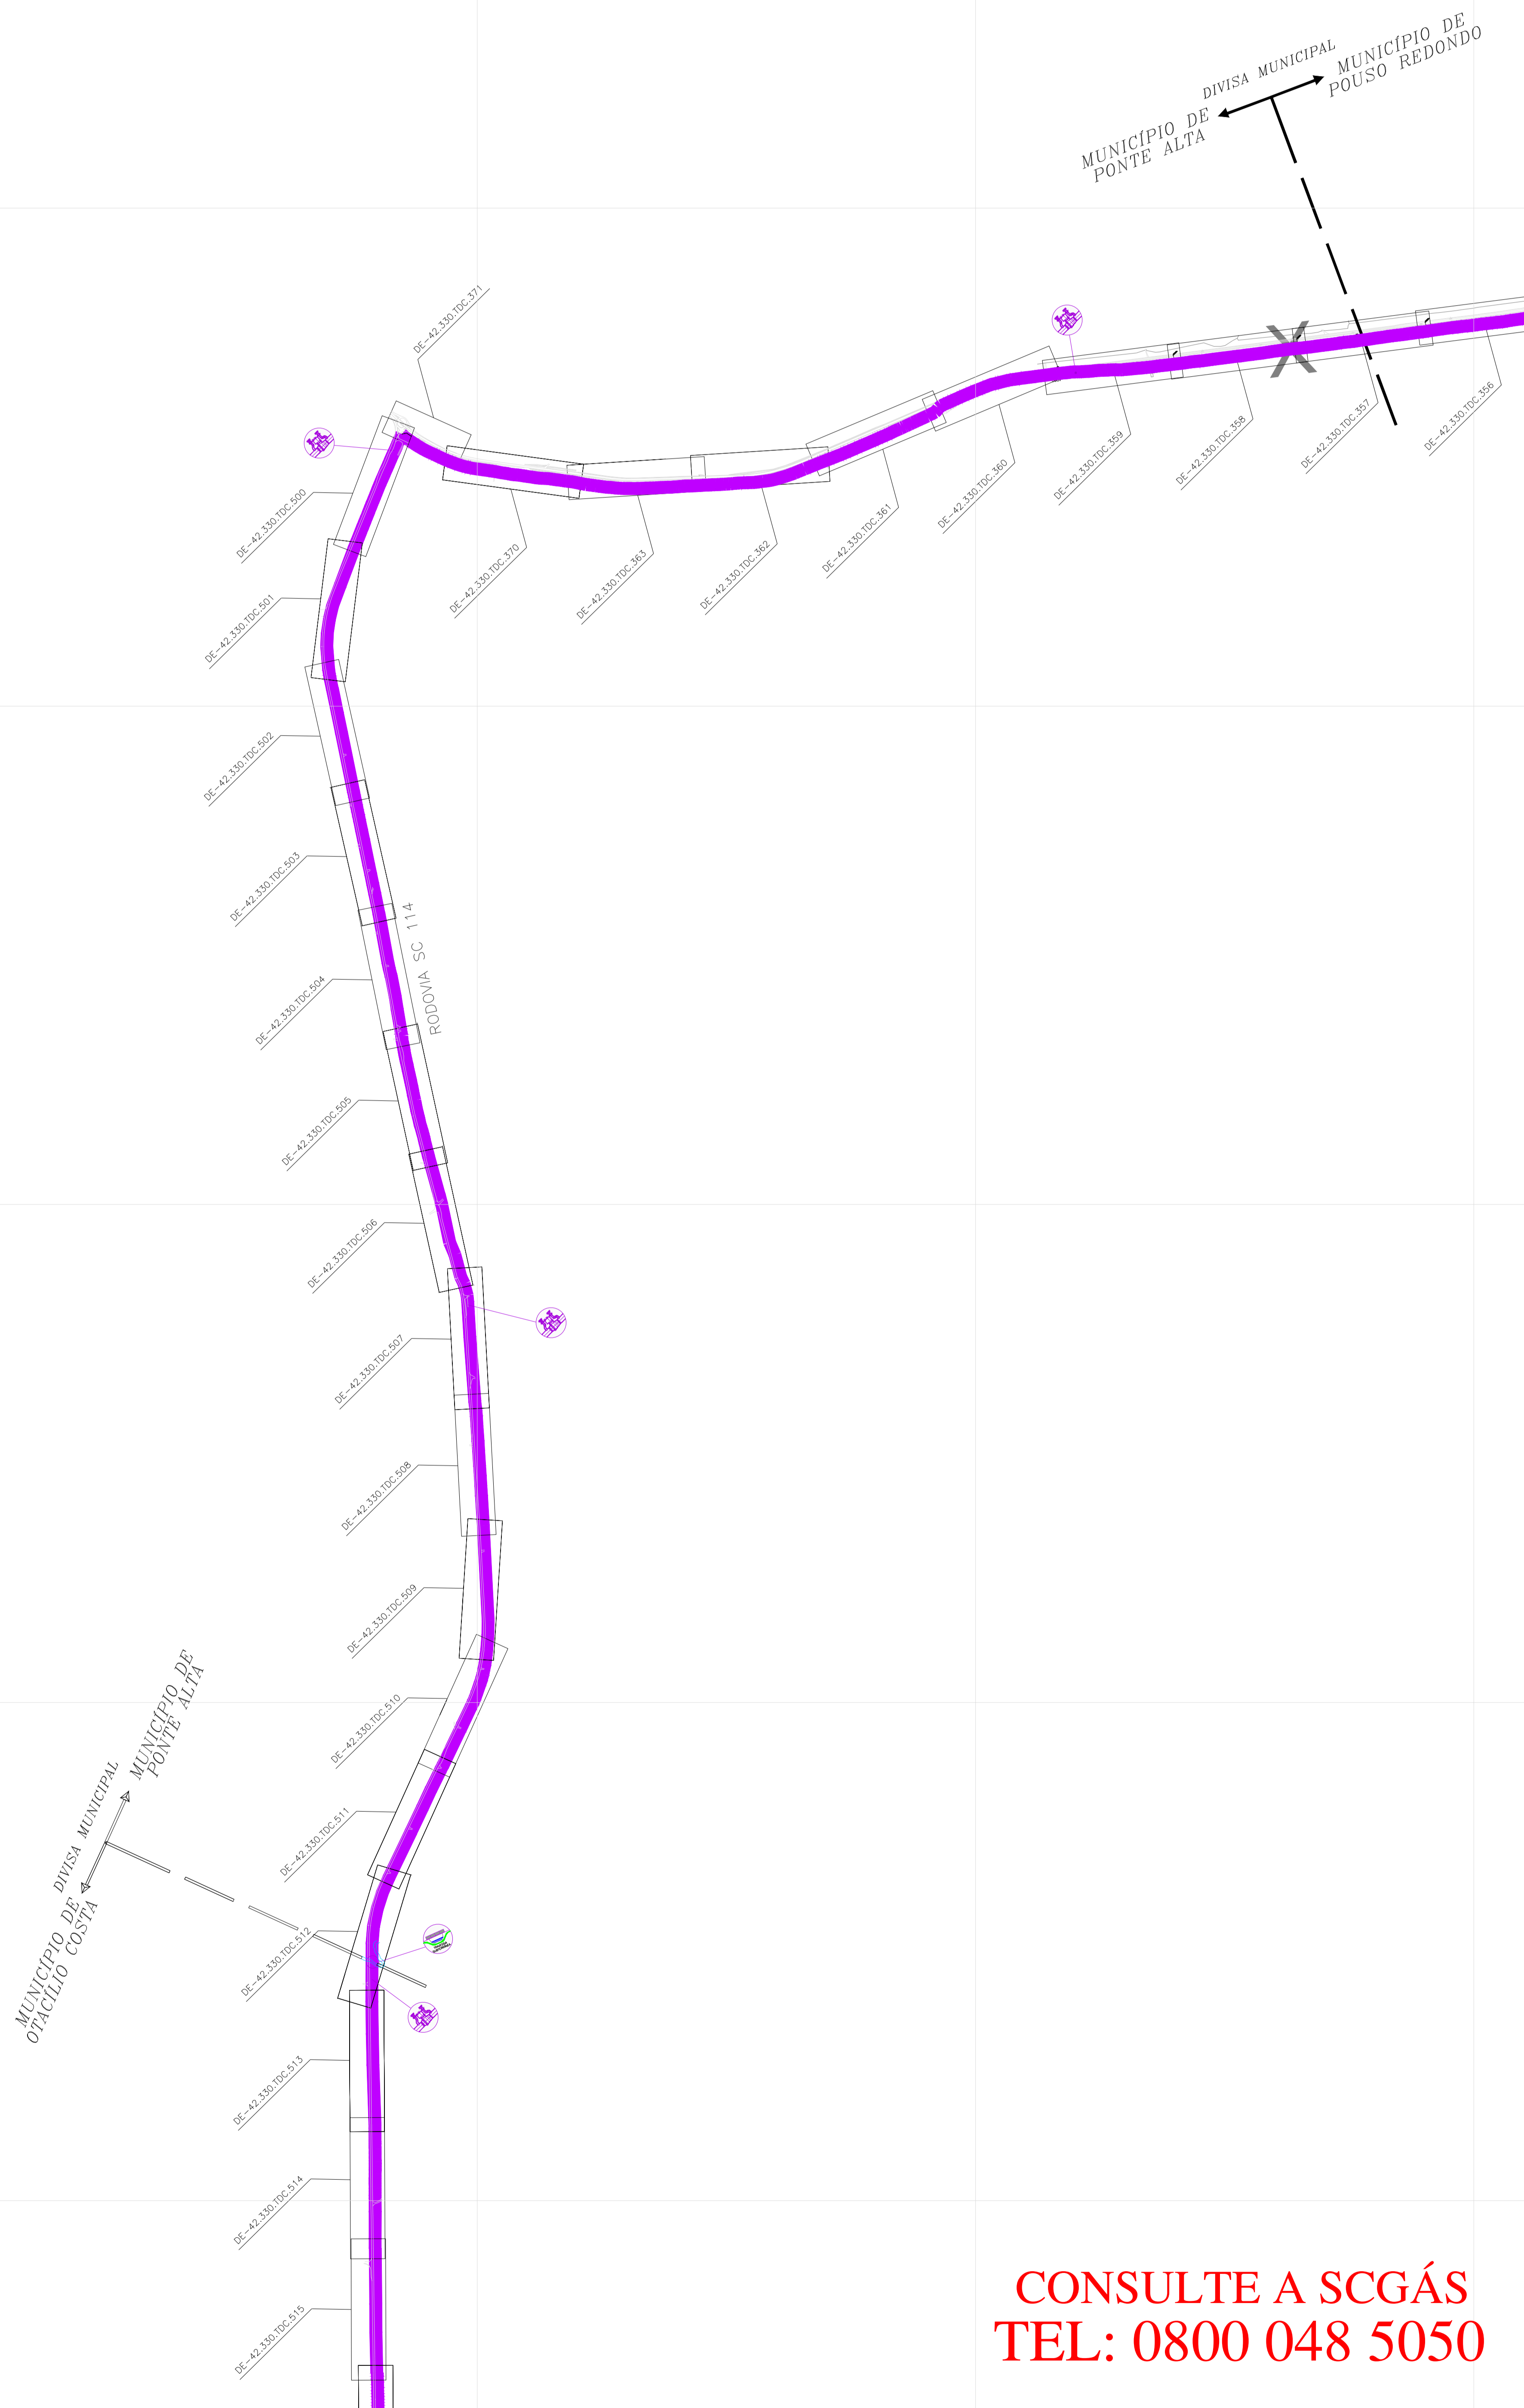 DIVISA MUNICIPAL
MUNICÍPIO DE
POUSO REDONDO
MUNICÍPIO DE
PONTE ALTA
DE-42.330.TDC.371
DE-42.330.TDC.356
DE-42.330.TDC.357
DE-42.330.TDC.358
DE-42.330.TDC.359
DE-42.330.TDC.360
DE-42.330.TDC.361
DE-42.330.TDC.362
DE-42.330.TDC.363
DE-42.330.TDC.370
DE-42.330.TDC.500
DE-42.330.TDC.501
DE-42.330.TDC.502
DE-42.330.TDC.503
RODOVIA SC 114
DE-42.330.TDC.504
DE-42.330.TDC.505
DE-42.330.TDC.506
DE-42.330.TDC.507
DE-42.330.TDC.508
DE-42.330.TDC.509
DE-42.330.TDC.510
MUNICÍPIO DE
PONTE ALTA
DIVISA MUNICIPAL
MUNICÍPIO DE
OTACÍLIO COSTA
DE-42.330.TDC.511
DE-42.330.TDC.512
DE-42.330.TDC.513
DE-42.330.TDC.514
DE-42.330.TDC.515
CONSULTE A SCGÁS
TEL: 0800 048 5050